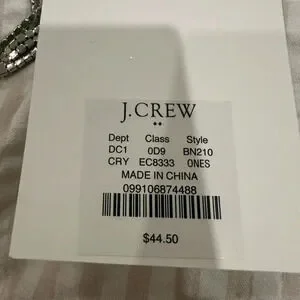 J.CREW
Dept Class Style
DC1 0D9 BN210
CRY EC8333 0NES
MADE IN CHINA
099106874488
$44.50